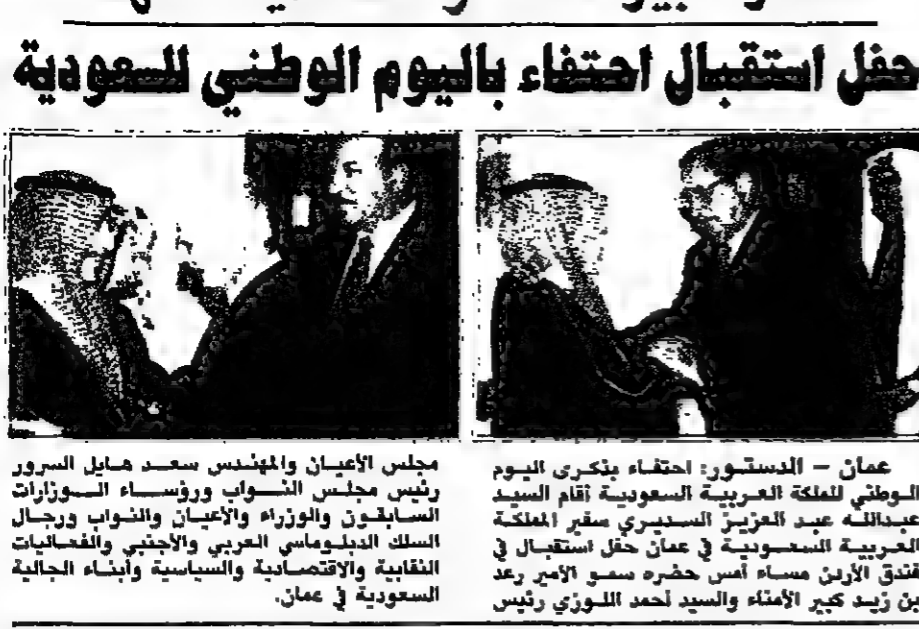 حفل استقبال احتفاء باليوم الوطني للسعودية
عمان – الدستور: احتفاء بذكرى اليوم
الوطني للملكة العربية السعودية أقام السيد
عبدالله عبد العزيز السديري سفير المملكة
العربية السعودية في عمان حفل استقبال في
فندق الأردن مساء أمس حضره سمو الأمير رعد
بن زيد كبير الأمناء والسيد أحمد اللوزي رئيس
مجلس الأعيان والمهندس سعد هايل السرور
رئيس مجلس النواب ورؤساء الوزارات
السابقون والوزراء والأعيان والنواب ورجال
السلك الدبلوماسي العربي والأجنبي والفعاليات
النقابية والاقتصادية والسياسية وأبناء الجالية
السعودية في عمان.